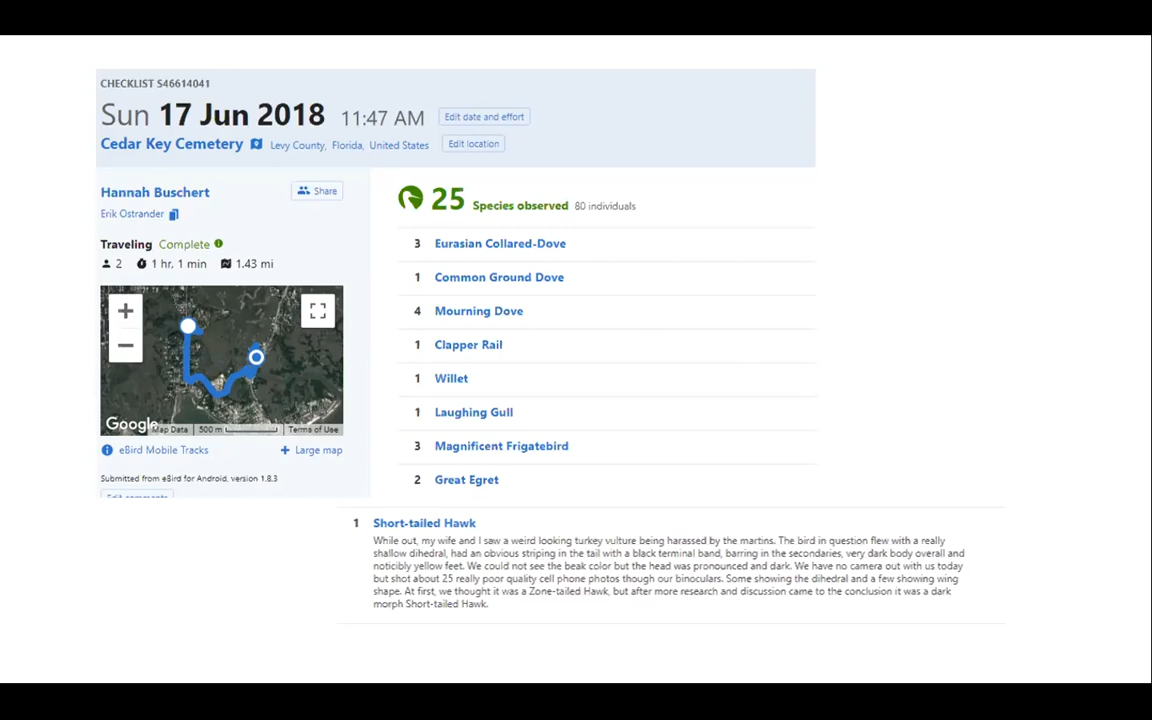 CHECKLIST S46614041
Sun 17 Jun 2018 11:47 AM Edit date and effort
Cedar Key Cemetery Levy County, Florida, United States Edit location
Hannah Buschert Share
Erik Ostrander
Traveling Complete
2 1 hr, 1 min 1.43 mi
+
−
Google Map Data 500 m Terms of Use
eBird Mobile Tracks + Large map
Submitted from eBird for Android, version 1.8.3
Edit comments
25 Species observed 80 individuals
3 Eurasian Collared-Dove
1 Common Ground Dove
4 Mourning Dove
1 Clapper Rail
1 Willet
1 Laughing Gull
3 Magnificent Frigatebird
2 Great Egret
1 Short-tailed Hawk
While out, my wife and I saw a weird looking turkey vulture being harassed by the martins. The bird in question flew with a really
shallow dihedral, had an obvious striping in the tail with a black terminal band, barring in the secondaries, very dark body overall and
noticibly yellow feet. We could not see the beak color but the head was pronounced and dark. We have no camera out with us today
but shot about 25 really poor quality cell phone photos though our binoculars. Some showing the dihedral and a few showing wing
shape. At first, we thought it was a Zone-tailed Hawk, but after more research and discussion came to the conclusion it was a dark
morph Short-tailed Hawk.